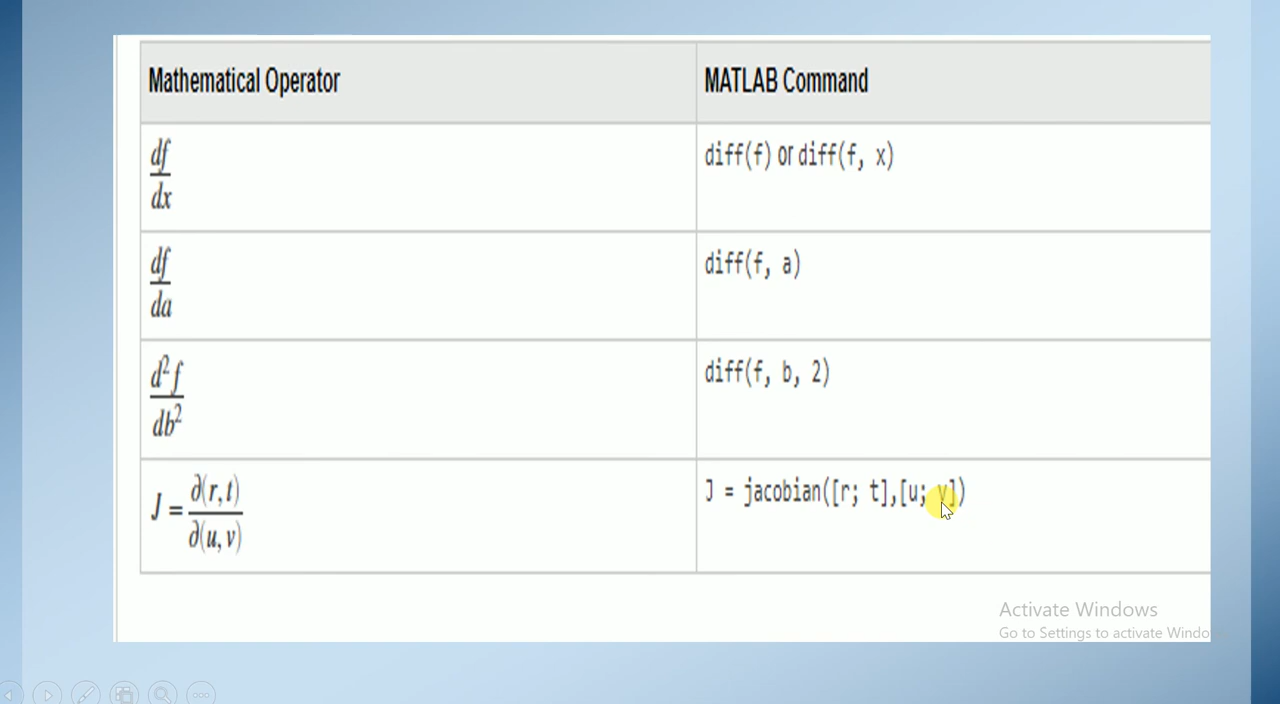 Mathematical Operator MATLAB Command
df/dx diff(f) or diff(f, x)
df/da diff(f, a)
d²f/db² diff(f, b, 2)
J = ∂(r, t)/∂(u, v) J = jacobian([r; t],[u; v])
Activate Windows
Go to Settings to activate Windo